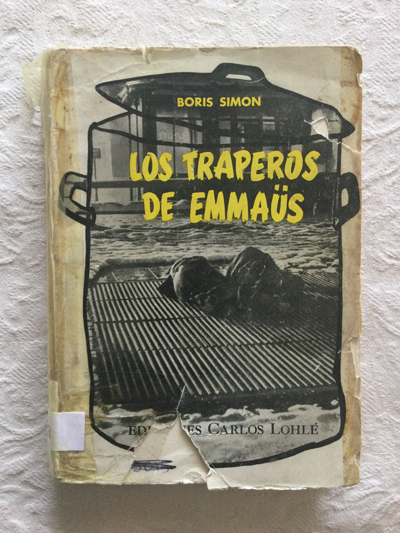 BORIS SIMON
LOS TRAPEROS
DE EMMAÜS
CARLOS LOHLÉ